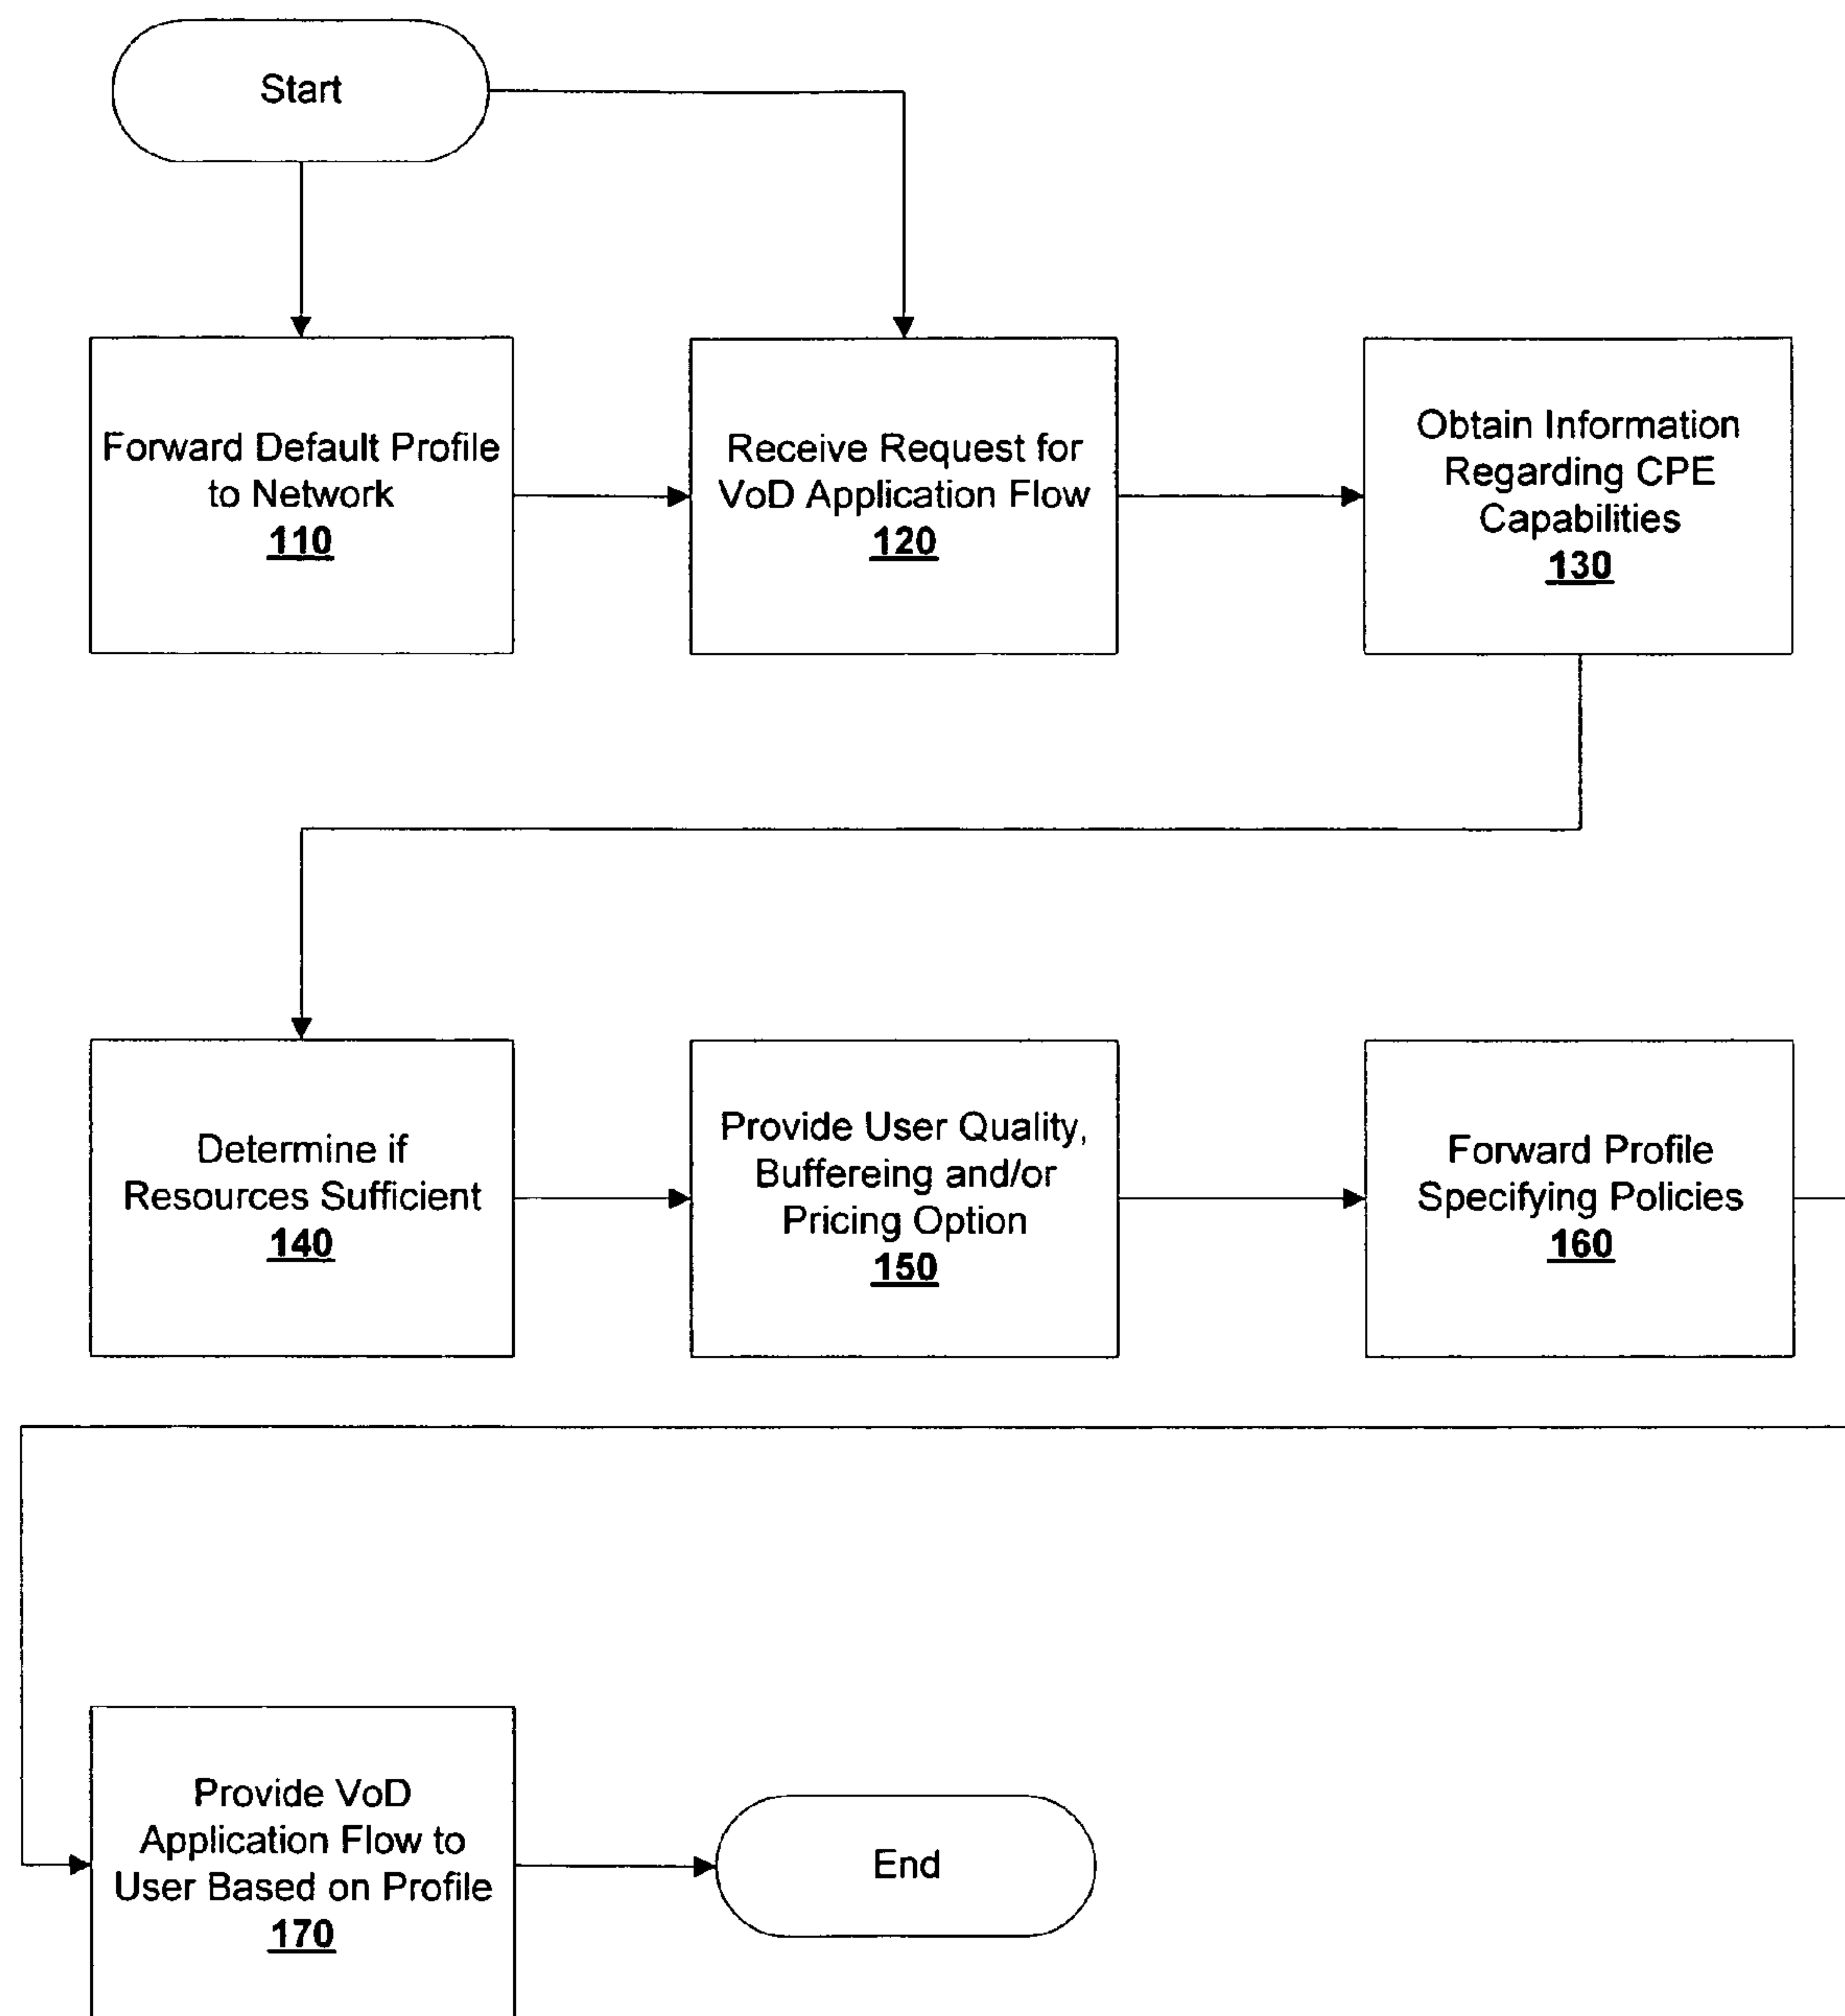 Start
Forward Default Profile
to Network
110
Receive Request for
VoD Application Flow
120
Obtain Information
Regarding CPE
Capabilities
130
Determine if
Resources Sufficient
140
Provide User Quality,
Buffereing and/or
Pricing Option
150
Forward Profile
Specifying Policies
160
Provide VoD
Application Flow to
User Based on Profile
170
End